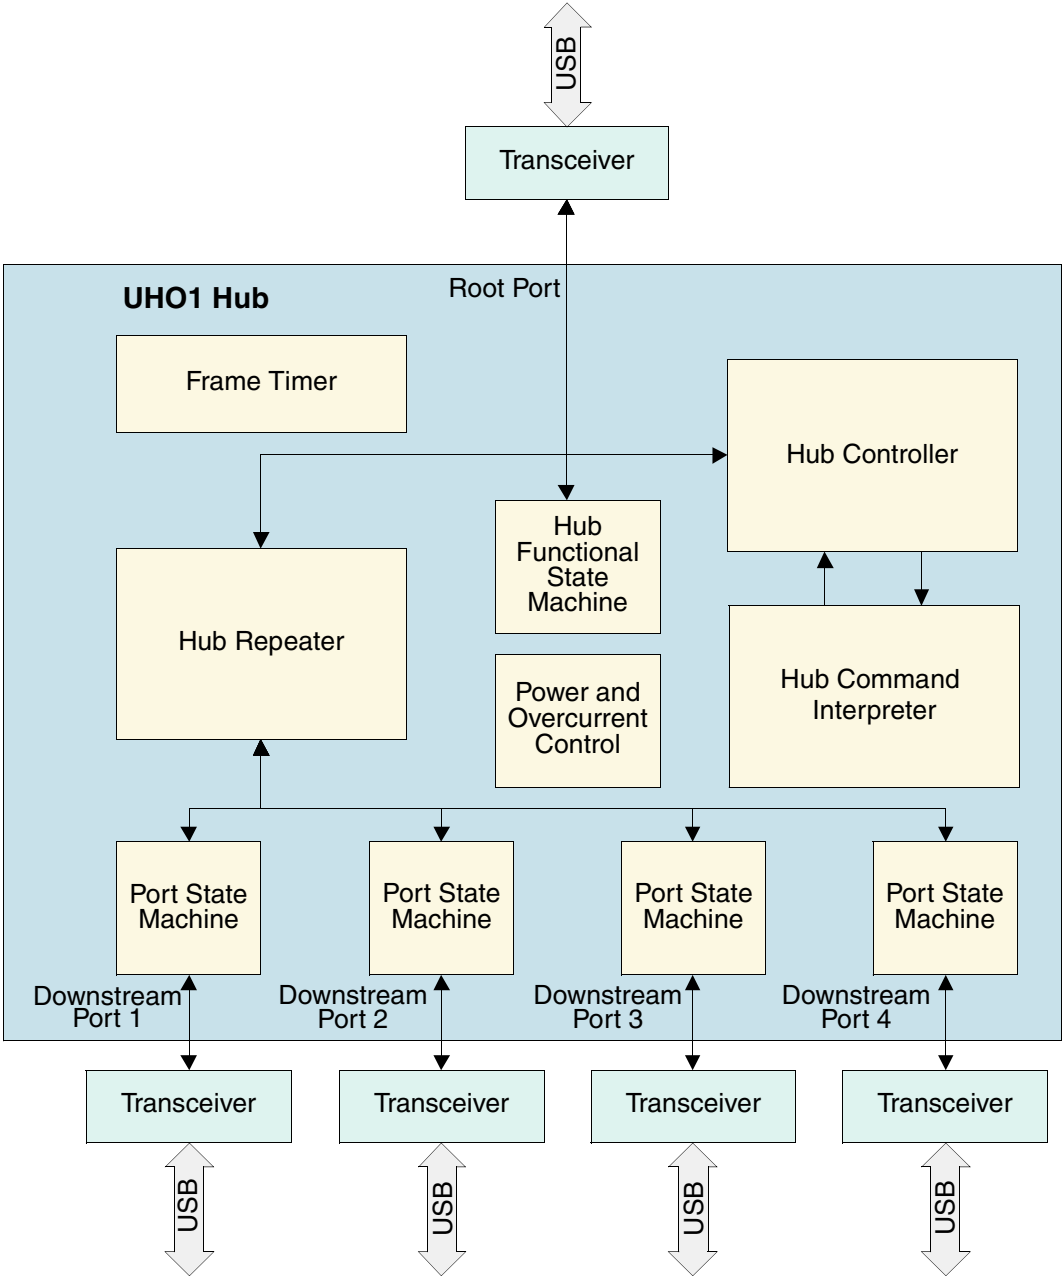 USB
Transceiver
Root Port
UHO1 Hub
Frame Timer
Hub Controller
Hub
Functional
State
Machine
Hub Repeater
Power and
Overcurrent
Control
Hub Command
Interpreter
Port State
Machine
Port State
Machine
Port State
Machine
Port State
Machine
Downstream
Port 1
Downstream
Port 2
Downstream
Port 3
Downstream
Port 4
Transceiver
Transceiver
Transceiver
Transceiver
USB
USB
USB
USB